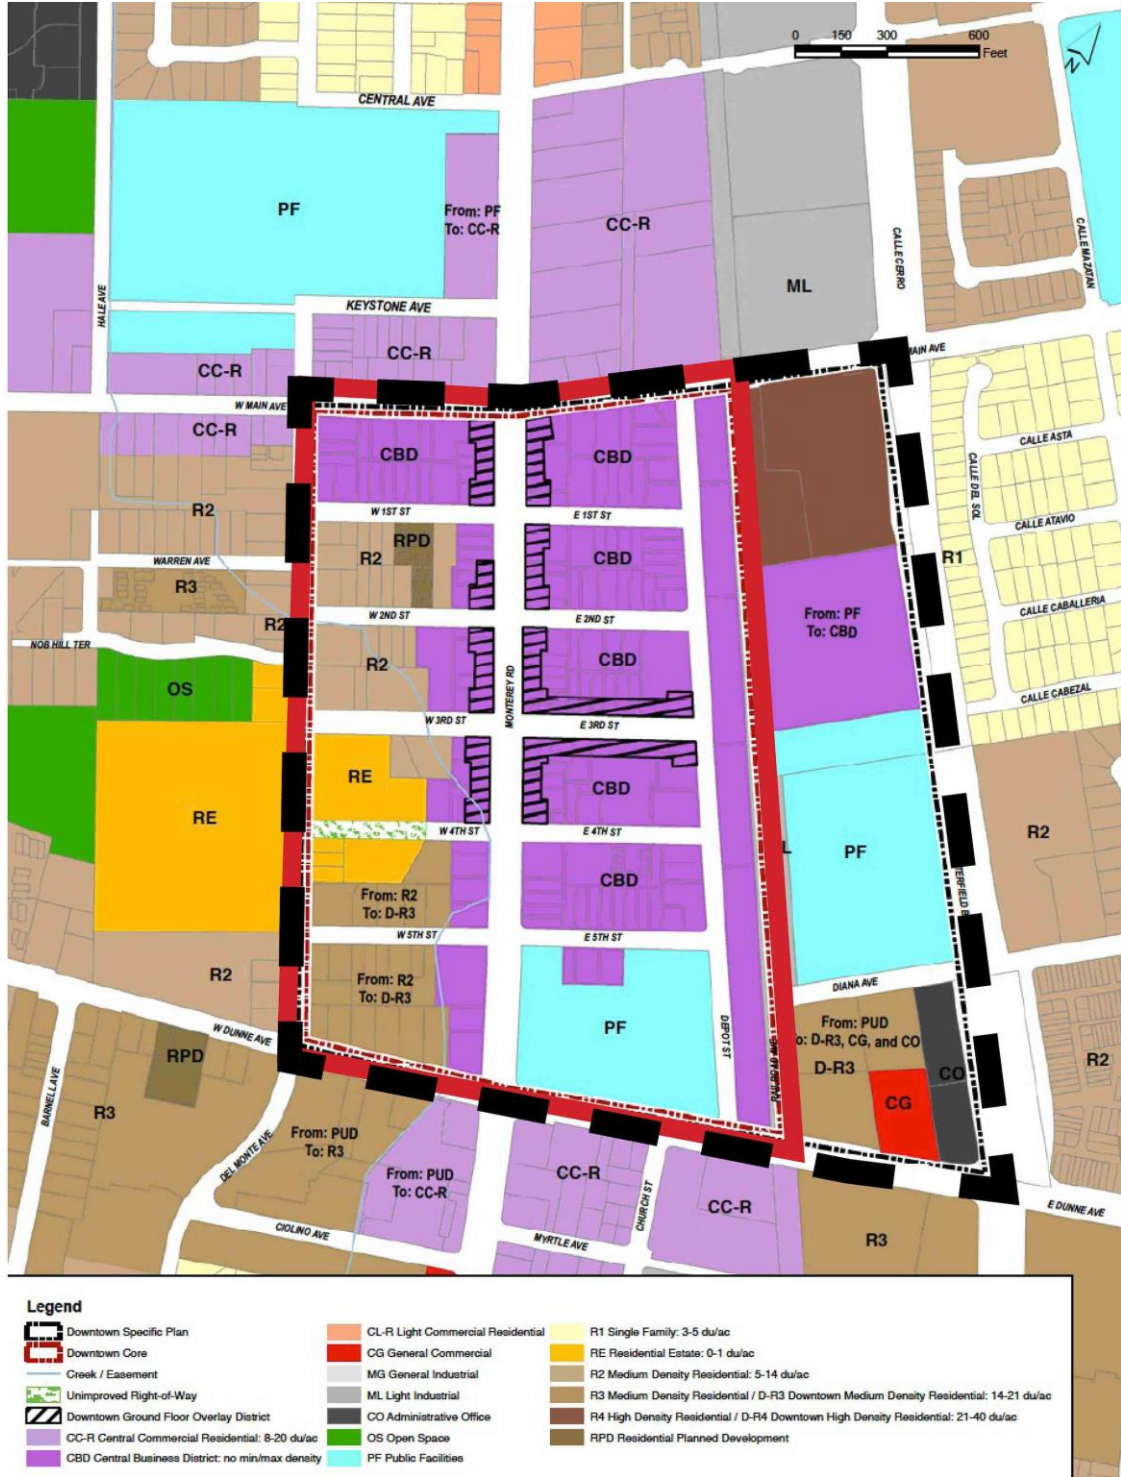 0 150 300 600
Feet
N
CENTRAL AVE
PF
From: PF
To: CC-R
CC-R
ML
CALLE CERRO
CALLE MAZATAN
HALE AVE
KEYSTONE AVE
CC-R
CC-R
MAIN AVE
W MAIN AVE
CC-R
CBD
CBD
CALLE ASTA
CALLE DEL SOL
R2
W 1ST ST
E 1ST ST
CALLE ATAVIO
WARREN AVE
R2
RPD
CBD
R1
R3
From: PF
To: CBD
CALLE CABALLERIA
R2
W 2ND ST
E 2ND ST
NOB HILL TER
OS
R2
CBD
MONTEREY RD
CALLE CABEZAL
W 3RD ST
E 3RD ST
RE
RE
CBD
W 4TH ST
E 4TH ST
L
PF
R2
CBD
From: R2
To: D-R3
W 5TH ST
E 5TH ST
R2
From: R2
To: D-R3
DIANA AVE
W DUNNE AVE
PF
DEPOT ST
RAILROAD AVE
From: PUD
To: D-R3, CG, and CO
D-R3
CO
CG
R2
RPD
BARNELL AVE
R3
DEL MONTE AVE
From: PUD
To: R3
From: PUD
To: CC-R
CC-R
CHURCH ST
CC-R
E DUNNE AVE
CIOLINO AVE
MYRTLE AVE
R3
Legend
Downtown Specific Plan
Downtown Core
Creek / Easement
Unimproved Right-of-Way
Downtown Ground Floor Overlay District
CC-R Central Commercial Residential: 8-20 du/ac
CBD Central Business District: no min/max density
CL-R Light Commercial Residential
CG General Commercial
MG General Industrial
ML Light Industrial
CO Administrative Office
OS Open Space
PF Public Facilities
R1 Single Family: 3-5 du/ac
RE Residential Estate: 0-1 du/ac
R2 Medium Density Residential: 5-14 du/ac
R3 Medium Density Residential / D-R3 Downtown Medium Density Residential: 14-21 du/ac
R4 High Density Residential / D-R4 Downtown High Density Residential: 21-40 du/ac
RPD Residential Planned Development